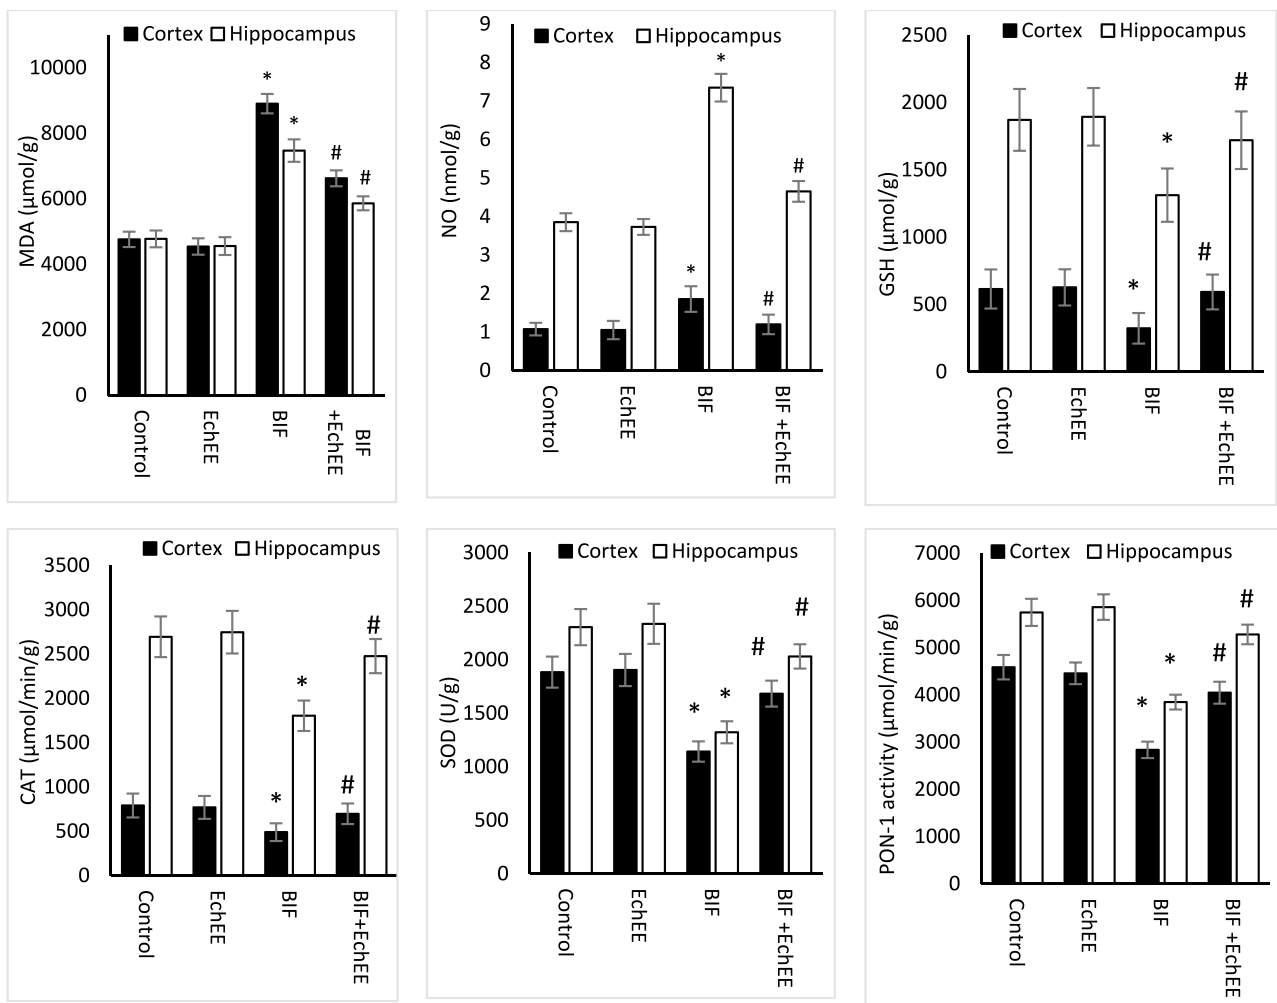 Cortex Hippocampus
10000
8000
6000
4000
2000
0
MDA (µmol/g)
*
*
#
#
Control
EchEE
BIF
BIF
+EchEE
Cortex Hippocampus
9
8
7
6
5
4
3
2
1
0
NO (nmol/g)
*
*
#
#
Control
EchEE
BIF
BIF
+EchEE
Cortex Hippocampus
2500
2000
1500
1000
500
0
GSH (µmol/g)
*
*
#
#
Control
EchEE
BIF
BIF
+EchEE
Cortex Hippocampus
3500
3000
2500
2000
1500
1000
500
0
CAT (µmol/min/g)
*
*
#
#
Control
EchEE
BIF
BIF+EchEE
Cortex Hippocampus
3000
2500
2000
1500
1000
500
0
SOD (U/g)
*
*
#
#
Control
EchEE
BIF
BIF
+EchEE
Cortex Hippocampus
7000
6000
5000
4000
3000
2000
1000
0
PON-1 activity (µmol/min/g)
*
*
#
#
Control
EchEE
BIF
BIF
+EchEE